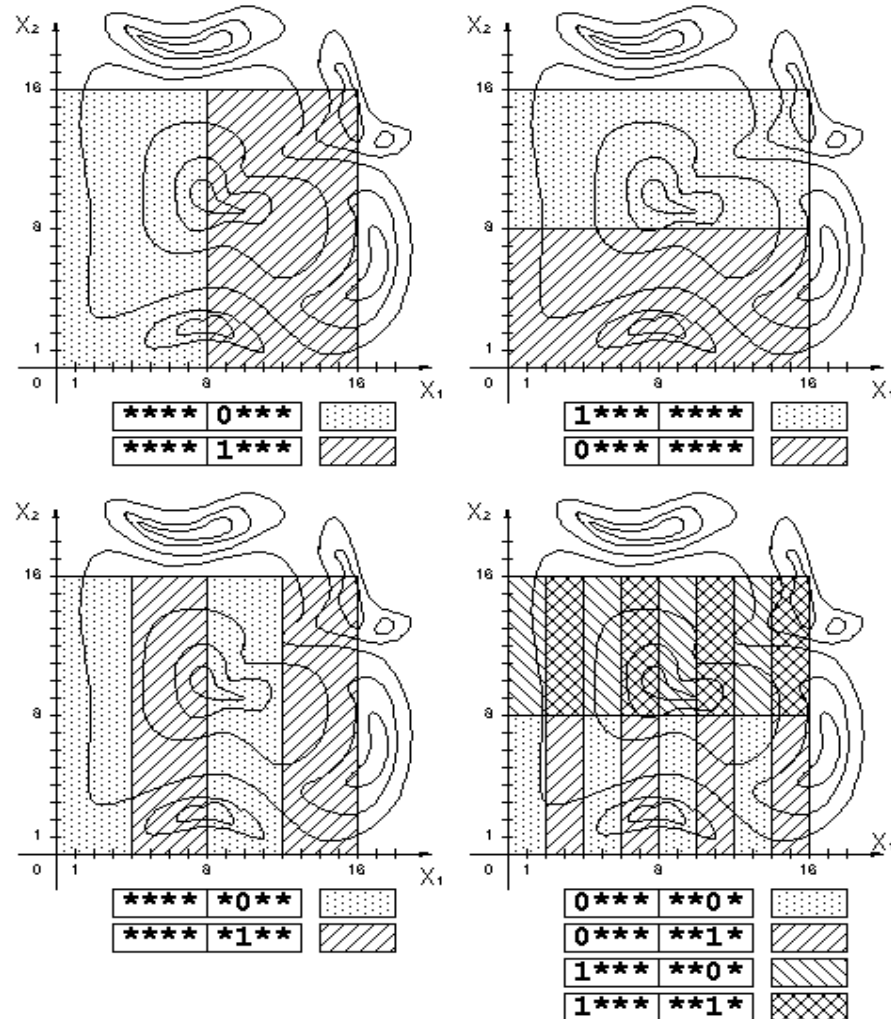 X₂ X₂
16 16
8 8
1 1
0 1 8 16 X₁ 0 1 8 16 X₁
**** 0*** 1*** ****
**** 1*** 0*** ****
X₂ X₂
16 16
8 8
1 1
0 1 8 16 X₁ 0 1 8 16 X
**** *0** 0*** **0*
**** *1** 0*** **1*
1*** **0*
1*** **1*